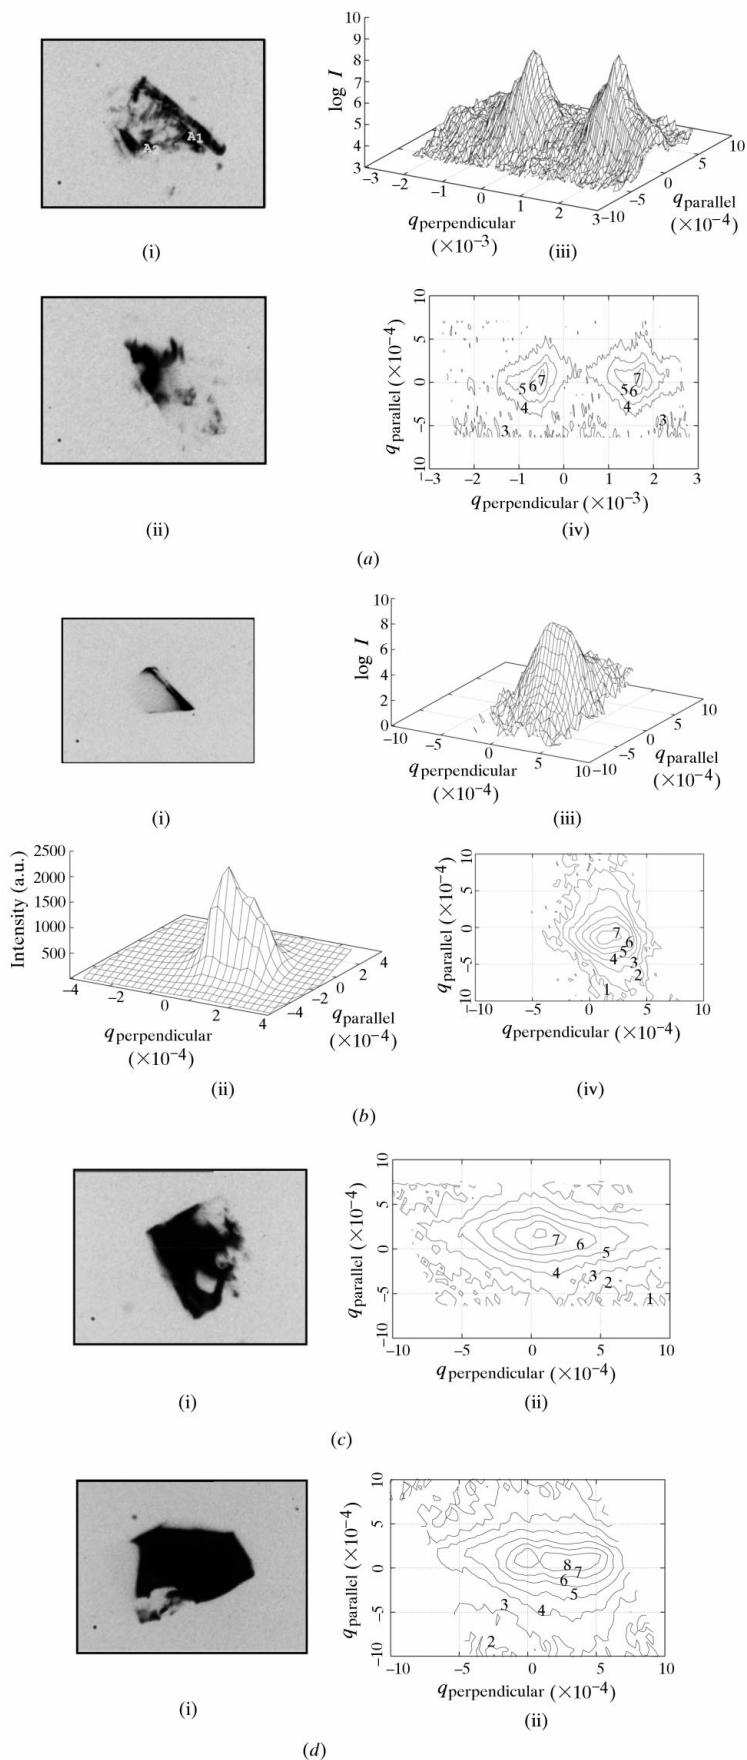 A1
A2
(i)
10
9
8
7
6
5
4
3
log I
−3
−2
−1
0
1
2
3
q perpendicular
(×10−3)
−10
−5
0
5
10
q parallel
(×10−4)
(iii)
(ii)
q parallel (×10−4)
10
5
0
−5
−10
5 6 7
4
3
5 6 7
4
3
−3 −2 −1 0 1 2 3
q perpendicular (×10−3)
(iv)
(a)
(i)
10
8
6
4
2
0
log I
−10
−5
0
5
10
q perpendicular
(×10−4)
−10
−5
0
5
10
q parallel
(×10−4)
(iii)
Intensity (a.u.)
2500
2000
1500
1000
500
−4
−2
0
2
4
q perpendicular
(×10−4)
−4
−2
0
2
4
q parallel
(×10−4)
(ii)
q parallel (×10−4)
10
5
0
−5
−10
7
6
5
4 3
2
1
−10 −5 0 5 10
q perpendicular (×10−4)
(iv)
(b)
(i)
q parallel (×10−4)
10
5
0
−5
−10
7 6
5
4 3
2
1
−10 −5 0 5 10
q perpendicular (×10−4)
(ii)
(c)
(i)
q parallel (×10−4)
10
5
0
−5
−10
8
7
6
5
3 4
2
−10 −5 0 5 10
q perpendicular (×10−4)
(ii)
(d)